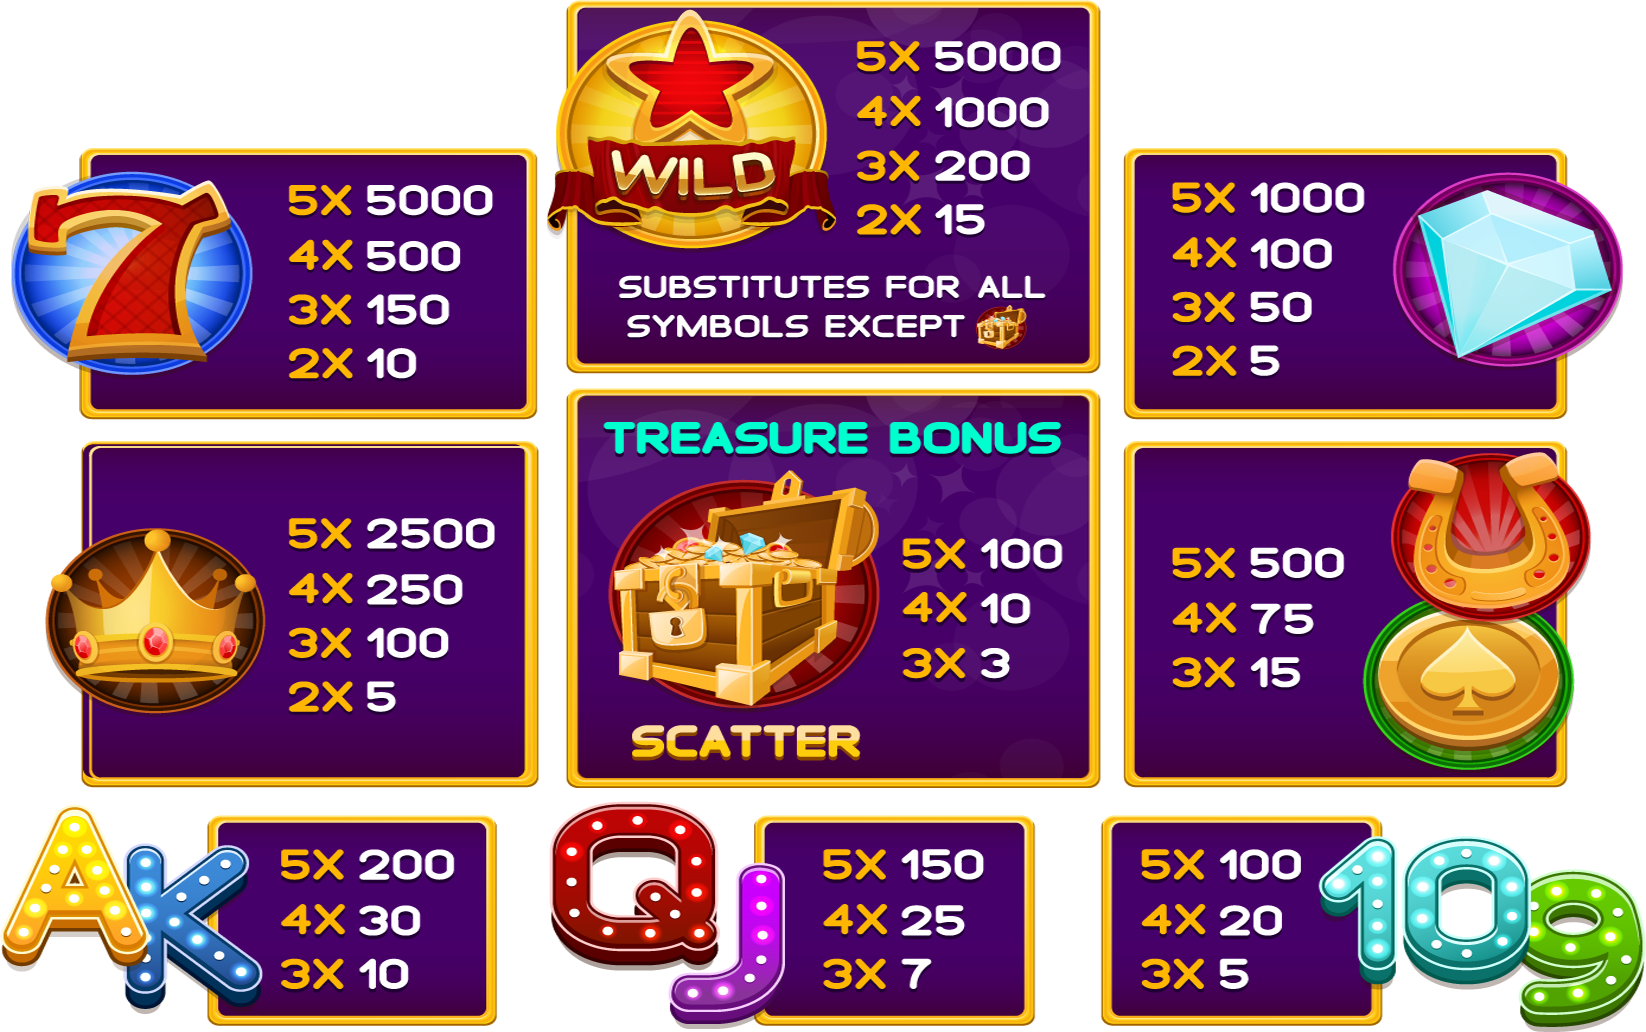 WILD
5X 5000
4X 1000
3X 200
2X 15
SUBSTITUTES FOR ALL
SYMBOLS EXCEPT
7
5X 5000
4X 500
3X 150
2X 10
5X 1000
4X 100
3X 50
2X 5
5X 2500
4X 250
3X 100
2X 5
TREASURE BONUS
5X 100
4X 10
3X 3
SCATTER
5X 500
4X 75
3X 15
A K
5X 200
4X 30
3X 10
Q J
5X 150
4X 25
3X 7
5X 100
4X 20
3X 5
10 9